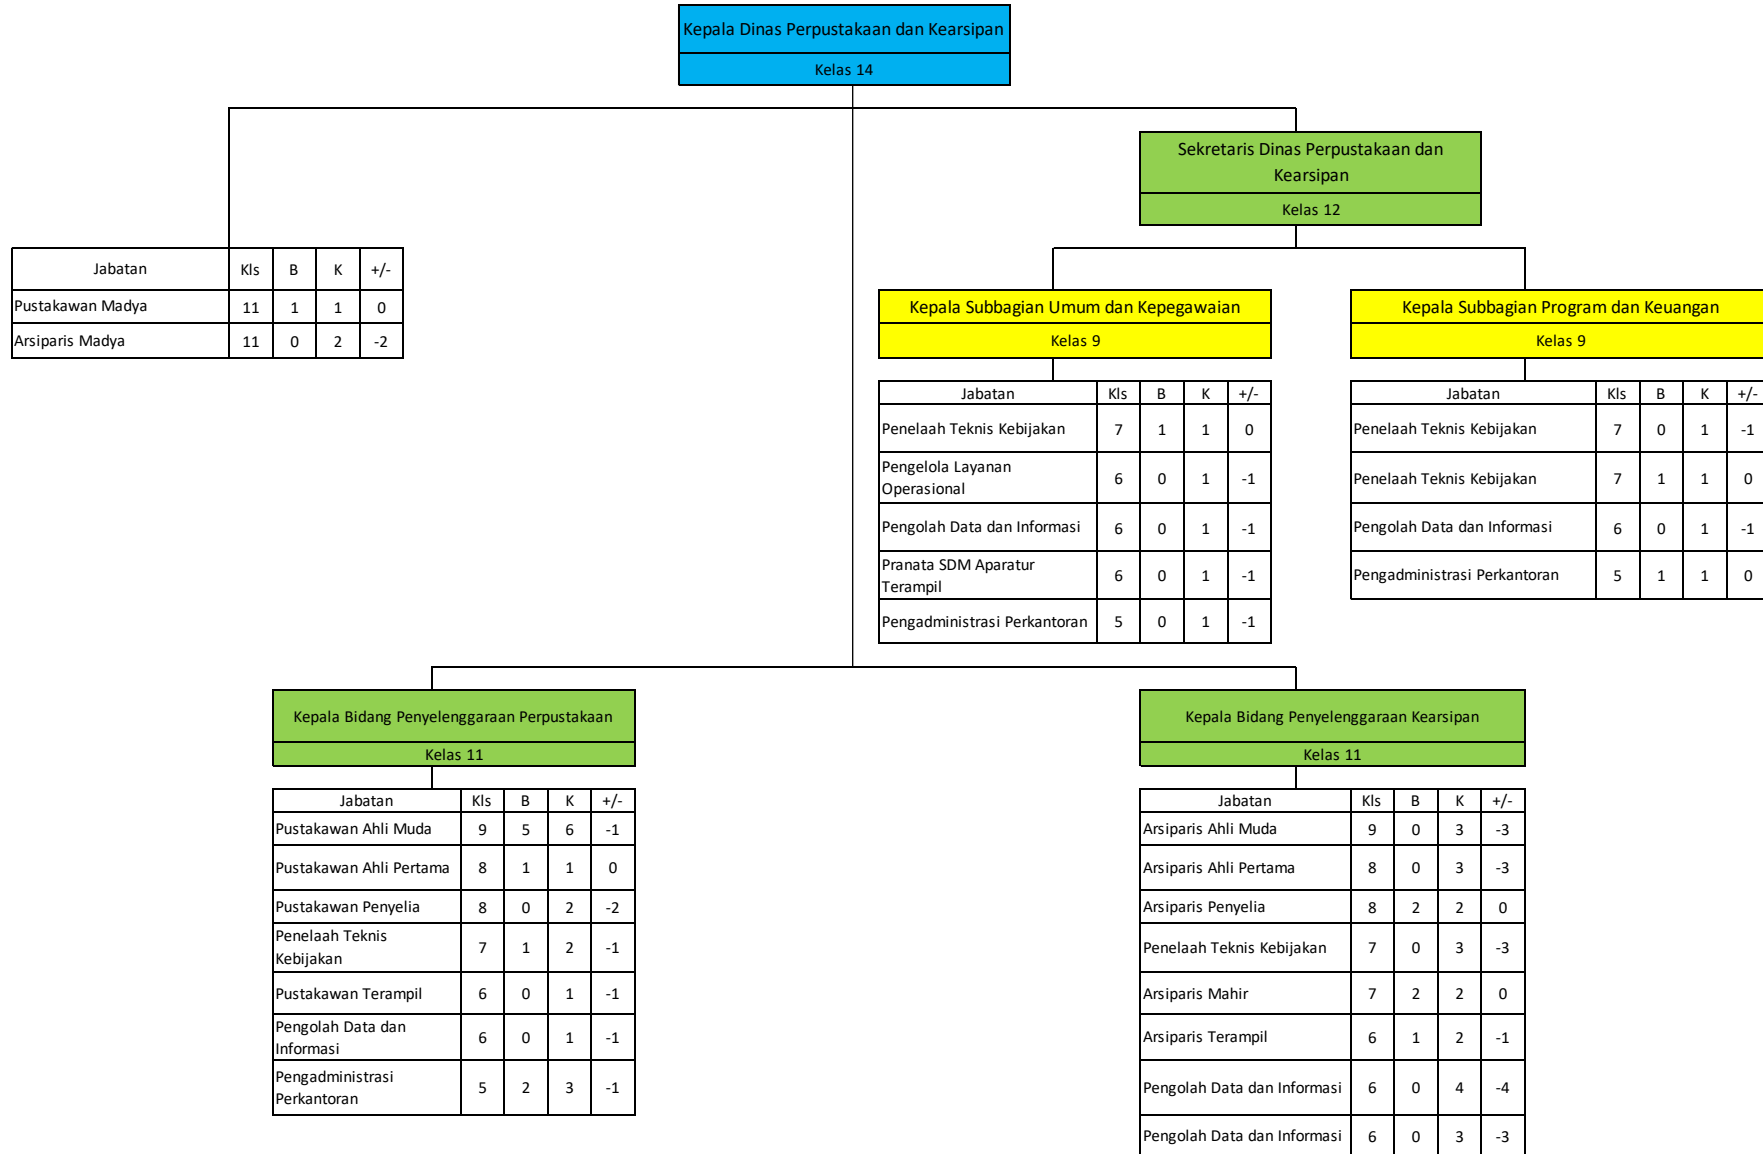 Kepala Dinas Perpustakaan dan Kearsipan
Kelas 14
Sekretaris Dinas Perpustakaan dan
Kearsipan
Kelas 12
Jabatan Kls B K +/-
Pustakawan Madya 11 1 1 0
Arsiparis Madya 11 0 2 -2
Kepala Subbagian Umum dan Kepegawaian
Kelas 9
Jabatan Kls B K +/-
Penelaah Teknis Kebijakan 7 1 1 0
Pengelola Layanan
Operasional 6 0 1 -1
Pengolah Data dan Informasi 6 0 1 -1
Pranata SDM Aparatur
Terampil 6 0 1 -1
Pengadministrasi Perkantoran 5 0 1 -1
Kepala Subbagian Program dan Keuangan
Kelas 9
Jabatan Kls B K +/-
Penelaah Teknis Kebijakan 7 0 1 -1
Penelaah Teknis Kebijakan 7 1 1 0
Pengolah Data dan Informasi 6 0 1 -1
Pengadministrasi Perkantoran 5 1 1 0
Kepala Bidang Penyelenggaraan Perpustakaan
Kelas 11
Jabatan Kls B K +/-
Pustakawan Ahli Muda 9 5 6 -1
Pustakawan Ahli Pertama 8 1 1 0
Pustakawan Penyelia 8 0 2 -2
Penelaah Teknis
Kebijakan 7 1 2 -1
Pustakawan Terampil 6 0 1 -1
Pengolah Data dan
Informasi 6 0 1 -1
Pengadministrasi
Perkantoran 5 2 3 -1
Kepala Bidang Penyelenggaraan Kearsipan
Kelas 11
Jabatan Kls B K +/-
Arsiparis Ahli Muda 9 0 3 -3
Arsiparis Ahli Pertama 8 0 3 -3
Arsiparis Penyelia 8 2 2 0
Penelaah Teknis Kebijakan 7 0 3 -3
Arsiparis Mahir 7 2 2 0
Arsiparis Terampil 6 1 2 -1
Pengolah Data dan Informasi 6 0 4 -4
Pengolah Data dan Informasi 6 0 3 -3